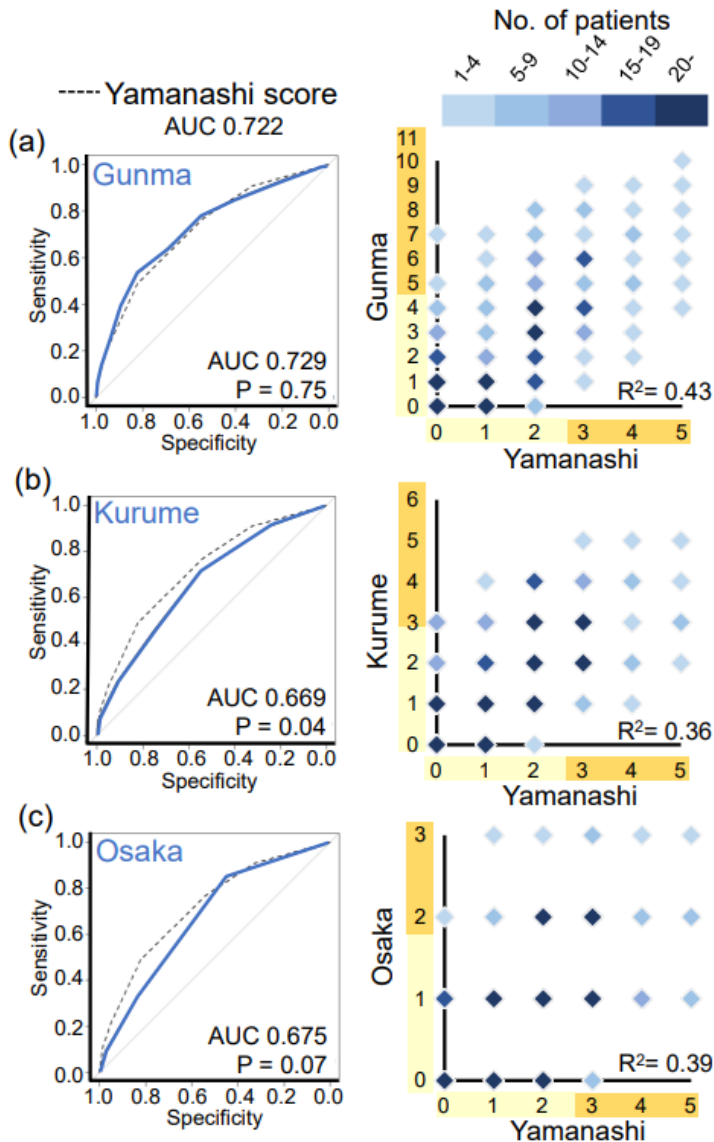 No. of patients
1-4 5-9 10-14 15-19 20-
Yamanashi score
AUC 0.722
(a)
Gunma
1.0
0.8
0.6
0.4
0.2
0.0
Sensitivity
AUC 0.729
P = 0.75
1.0 0.8 0.6 0.4 0.2 0.0
Specificity
11
10
9
8
7
6
5
4
3
2
1
0
Gunma
R²= 0.43
0 1 2 3 4 5
Yamanashi
(b)
Kurume
1.0
0.8
0.6
0.4
0.2
0.0
Sensitivity
AUC 0.669
P = 0.04
1.0 0.8 0.6 0.4 0.2 0.0
Specificity
6
5
4
3
2
1
0
Kurume
R²= 0.36
0 1 2 3 4 5
Yamanashi
(c)
Osaka
1.0
0.8
0.6
0.4
0.2
0.0
Sensitivity
AUC 0.675
P = 0.07
1.0 0.8 0.6 0.4 0.2 0.0
Specificity
3
2
1
0
Osaka
R²= 0.39
0 1 2 3 4 5
Yamanashi